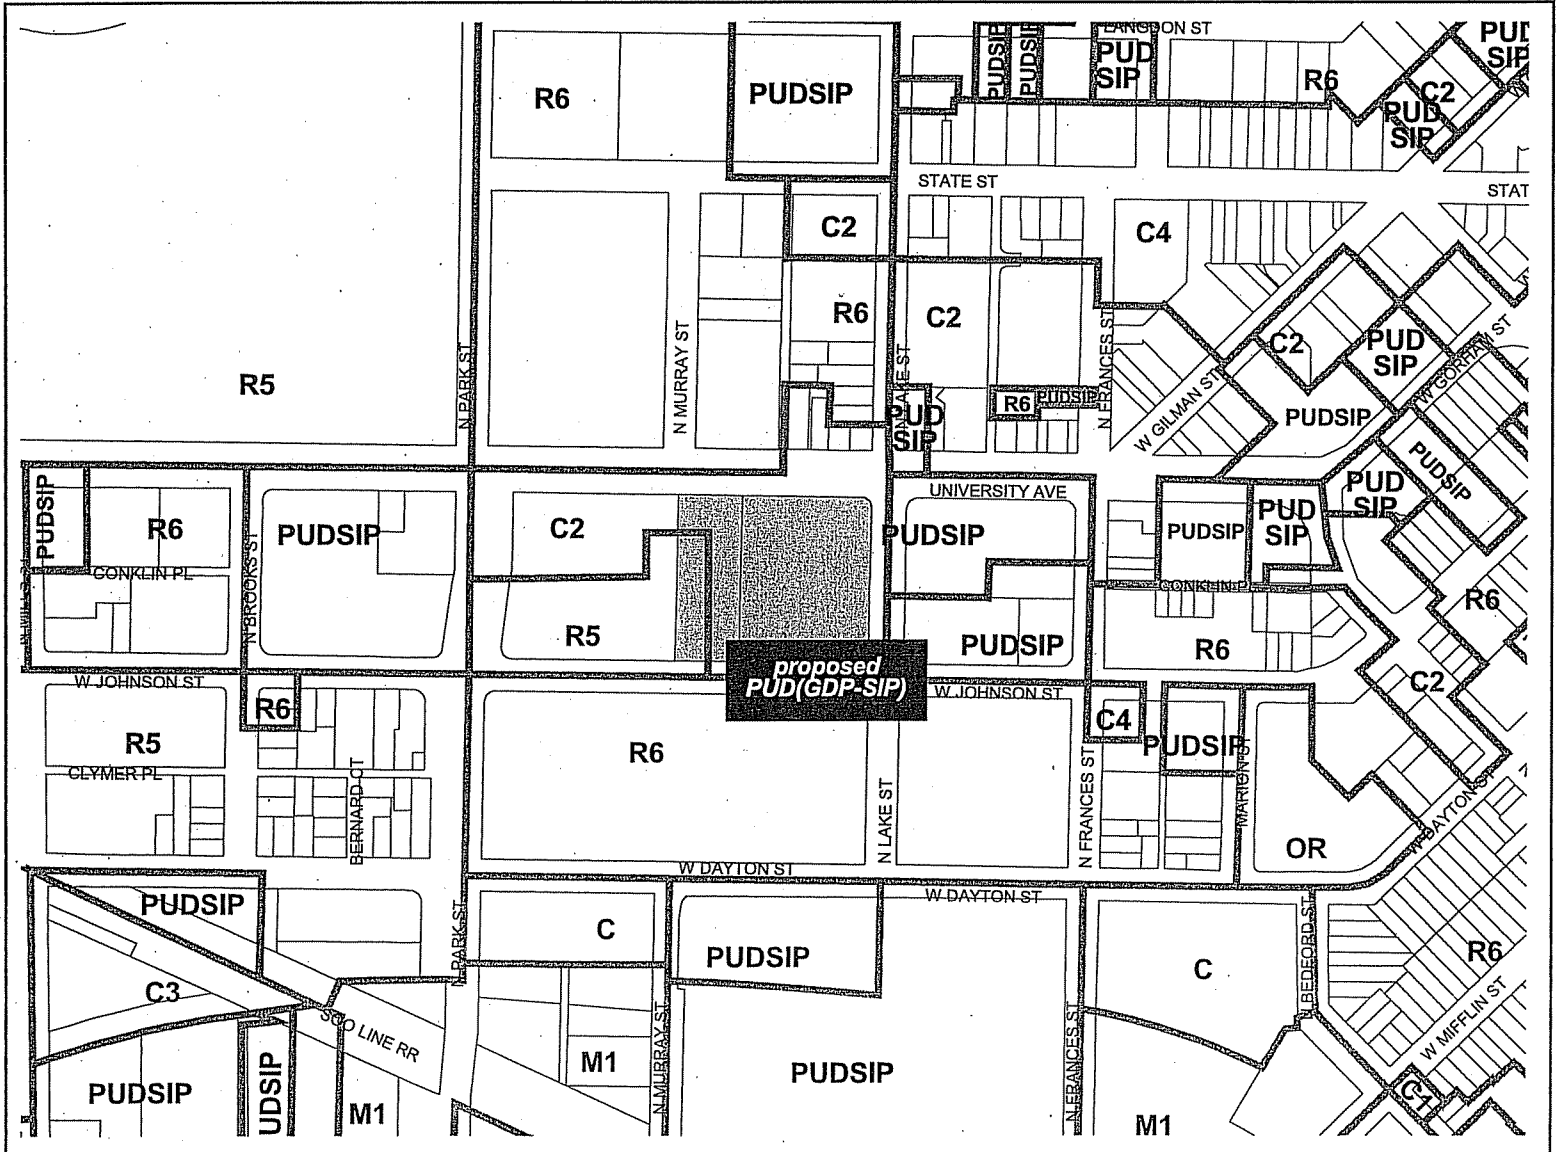 LANGDON ST
PUD
SIP
PUDSIP
PUDSIP
PUD
SIP
R6
PUDSIP
R6
C2
PUD
SIP
STATE ST
STAT
C2
C4
R6
C2
C2
PUD
SIP
R5
N PARK ST
N MURRAY ST
N LAKE ST
N FRANCES ST
W GILMAN ST
W GORHAM ST
PUD
SIP
R6
PUDSIP
PUDSIP
PUDSIP
UNIVERSITY AVE
PUDSIP
R6
PUDSIP
C2
PUDSIP
PUDSIP
PUD
SIP
PUD
SIP
CONKLIN PL
N BROOKS ST
CONKLIN PL
R6
R5
PUDSIP
R6
proposed
PUD(GDP-SIP)
W JOHNSON ST
W JOHNSON ST
C2
R6
R5
R6
C4
PUDSIP
MARION ST
CLYMER PL
BERNARD CT
N LAKE ST
N FRANCES ST
W DAYTON ST
OR
W DAYTON ST
W DAYTON ST
PUDSIP
C
PUDSIP
C
R6
N PARK ST
N BEDFORD ST
C3
SOO LINE RR
W MIFFLIN ST
PUDSIP
UDSIP
M1
M1
N MURRAY ST
PUDSIP
N FRANCES ST
M1
C1